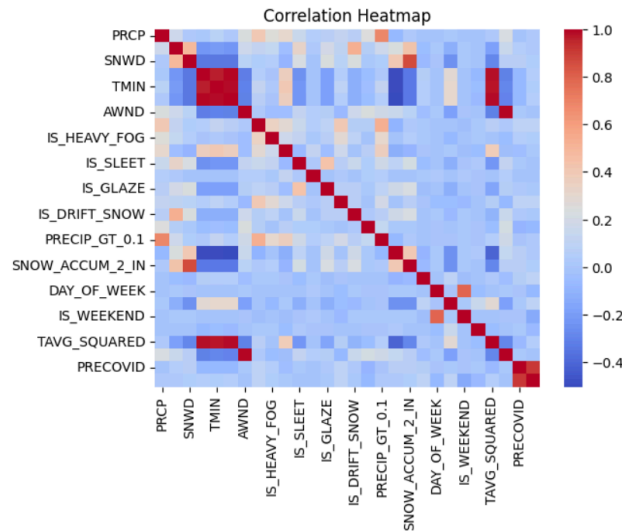 Correlation Heatmap
PRCP
SNWD
TMIN
AWND
IS_HEAVY_FOG
IS_SLEET
IS_GLAZE
IS_DRIFT_SNOW
PRECIP_GT_0.1
SNOW_ACCUM_2_IN
DAY_OF_WEEK
IS_WEEKEND
TAVG_SQUARED
PRECOVID
1.0
0.8
0.6
0.4
0.2
0.0
−0.2
−0.4
PRCP
SNWD
TMIN
AWND
IS_HEAVY_FOG
IS_SLEET
IS_GLAZE
IS_DRIFT_SNOW
PRECIP_GT_0.1
SNOW_ACCUM_2_IN
DAY_OF_WEEK
IS_WEEKEND
TAVG_SQUARED
PRECOVID